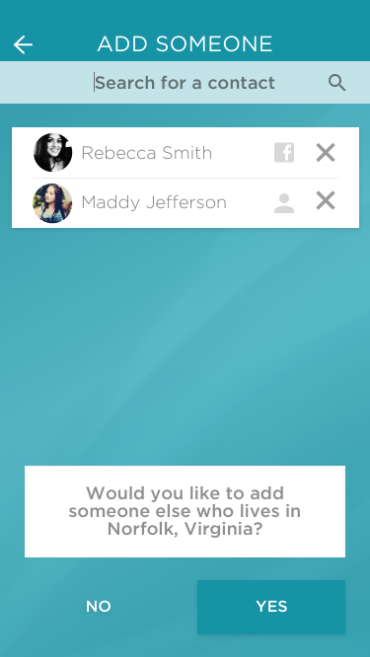 ADD SOMEONE
Search for a contact
Rebecca Smith
Maddy Jefferson
Would you like to add
someone else who lives in
Norfolk, Virginia?
NO
YES